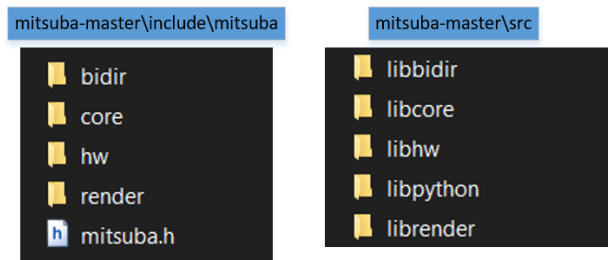 mitsuba-master\include\mitsuba
bidir
core
hw
render
mitsuba.h
mitsuba-master\src
libbidir
libcore
libhw
libpython
librender